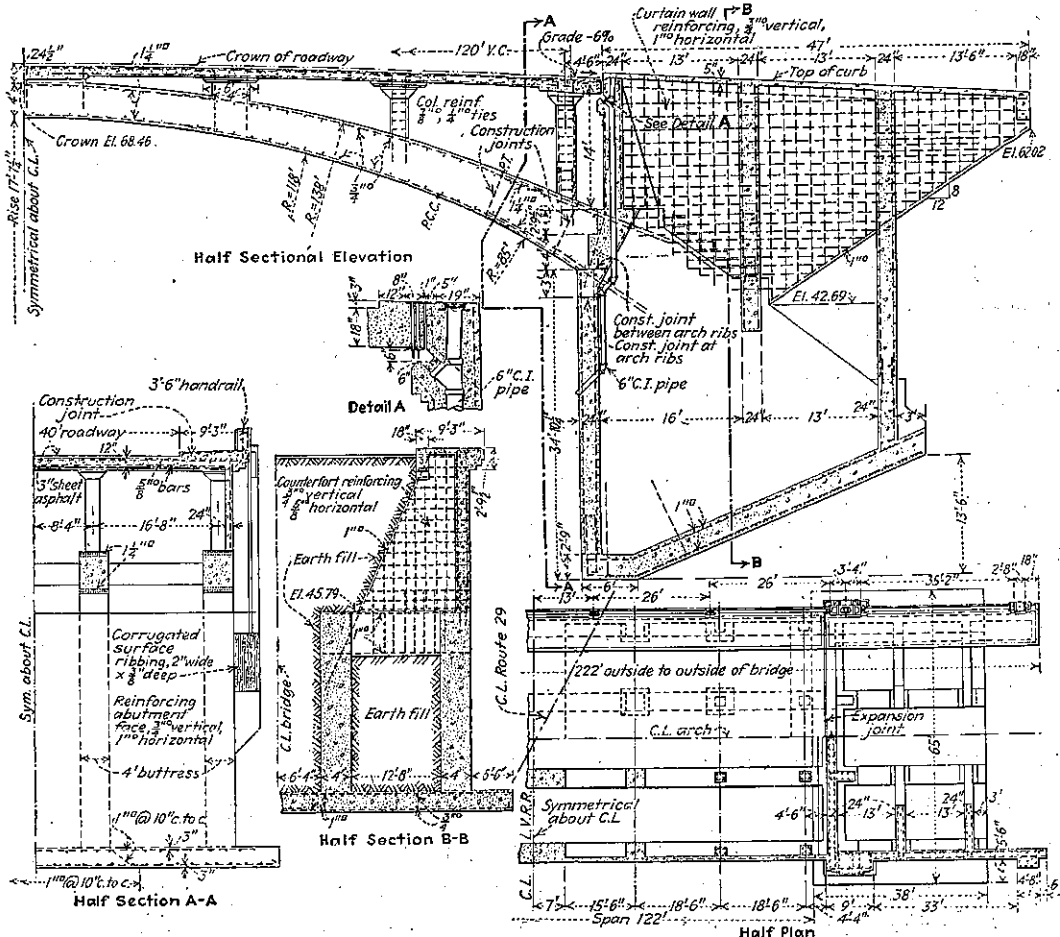 A
B
24½"
1¼"□
Crown of roadway
120' V.C.
Grade -6%
Curtain wall
reinforcing, ¾"□ vertical,
1"□ horizontal
47'
4'-6"
24"
13'
24"
13'
24"
13'-6"
18"
5"
Top of curb
Col. reinf.
¾"□, ¼"□ ties
Construction
joints
See Detail A
14'
Crown El. 68.46
Rise 17'-7¼"
Symmetrical about C.L.
R.=118'
R.=138'
P.C.C.
P.T.
R.=85'
El. 62.02
8
12
1"□
Half Sectional Elevation
El. 42.69
Const. joint
between arch ribs
Const. joint at
arch ribs
6" C.I. pipe
8"
12"
1"
5"
19"
3"
18"
6"
6"
6" C.I.
pipe
Detail A
3'-6" handrail
Construction
joint
40' roadway
9'-3"
12"
3" sheet
asphalt
bars
8'-4"
16'-8"
24"
1¼"□
Sym. about C.L.
Corrugated
surface
ribbing, 2" wide
x ⅜" deep
Reinforcing
abutment
face, ¾"□ vertical,
1"□ horizontal
4' buttress
1"□ @ 10" c. to c.
3"
3"
1"□ @ 10" c. to c.
Half Section A-A
18"
9'-3"
Counterfort reinforcing
vertical
horizontal
2'-9½"
1"□
Earth fill
El. 45.79
1"□
C.L. bridge
Earth fill
6'-4"
4'
12'-8"
4'
5'-6"
1"□
¾"□
Half Section B-B
24"
16'
24"
13'
24"
3'
34'-10½"
1"□
13'-6"
2'-9"
A
6'
B
13'
26'
26'
3'-4"
35'-2"
2'-8"
18"
C.L. Route 29
222' outside to outside of bridge
C.L. arch
Expansion
joint
65'
C.L. L.V.R.R.
Symmetrical
about C.L.
4'-6"
24"
13'
24"
13'
3'
5'-6"
7'
15'-6"
18'-6"
18'-6"
9'
4'-4"
38'
33'
4'-8"
6"
Span 122'
Half Plan